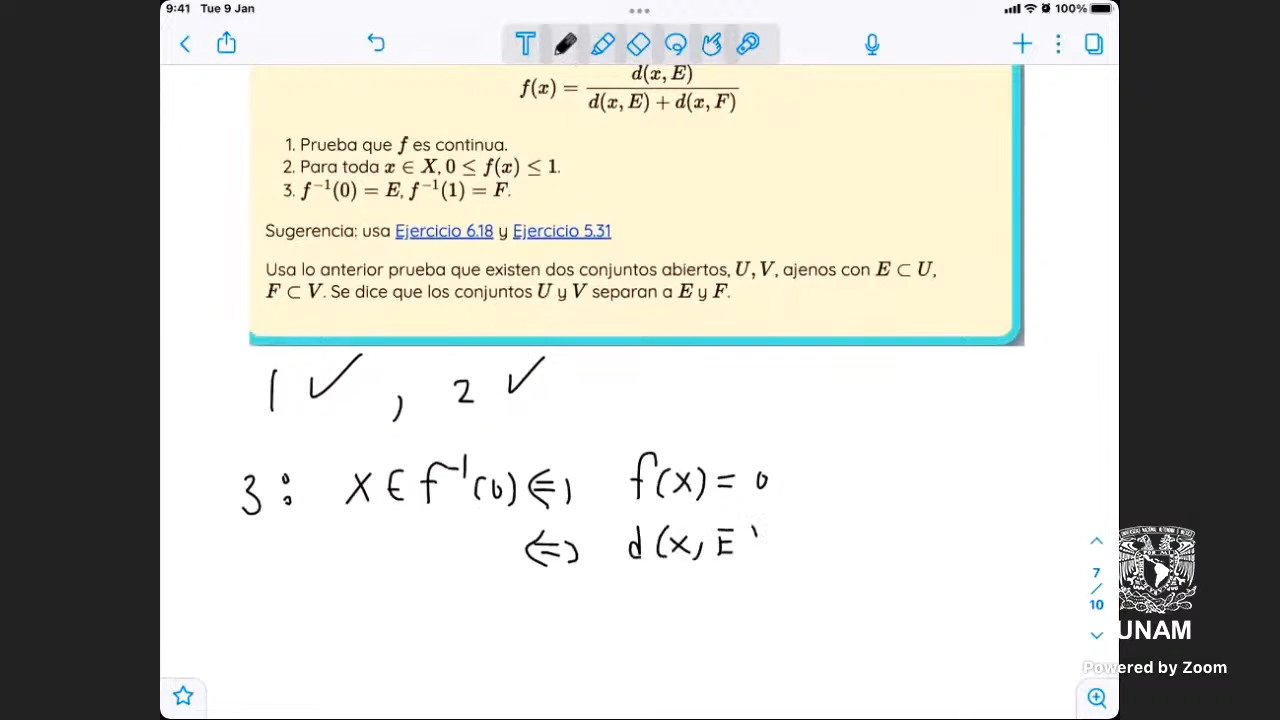 9:41 Tue 9 Jan 100%
f(x) = d(x, E) / (d(x, E) + d(x, F))
1. Prueba que f es continua.
2. Para toda x ∈ X, 0 ≤ f(x) ≤ 1.
3. f⁻¹(0) = E, f⁻¹(1) = F.
Sugerencia: usa Ejercicio 6.18 y Ejercicio 5.31
Usa lo anterior prueba que existen dos conjuntos abiertos, U, V, ajenos con E ⊂ U,
F ⊂ V. Se dice que los conjuntos U y V separan a E y F.
1 ✓ , 2 ✓
3: x ∈ f⁻¹(0) ⇔ f(x) = 0
⇔ d(x, E
7
/
10
UNAM
Powered by Zoom